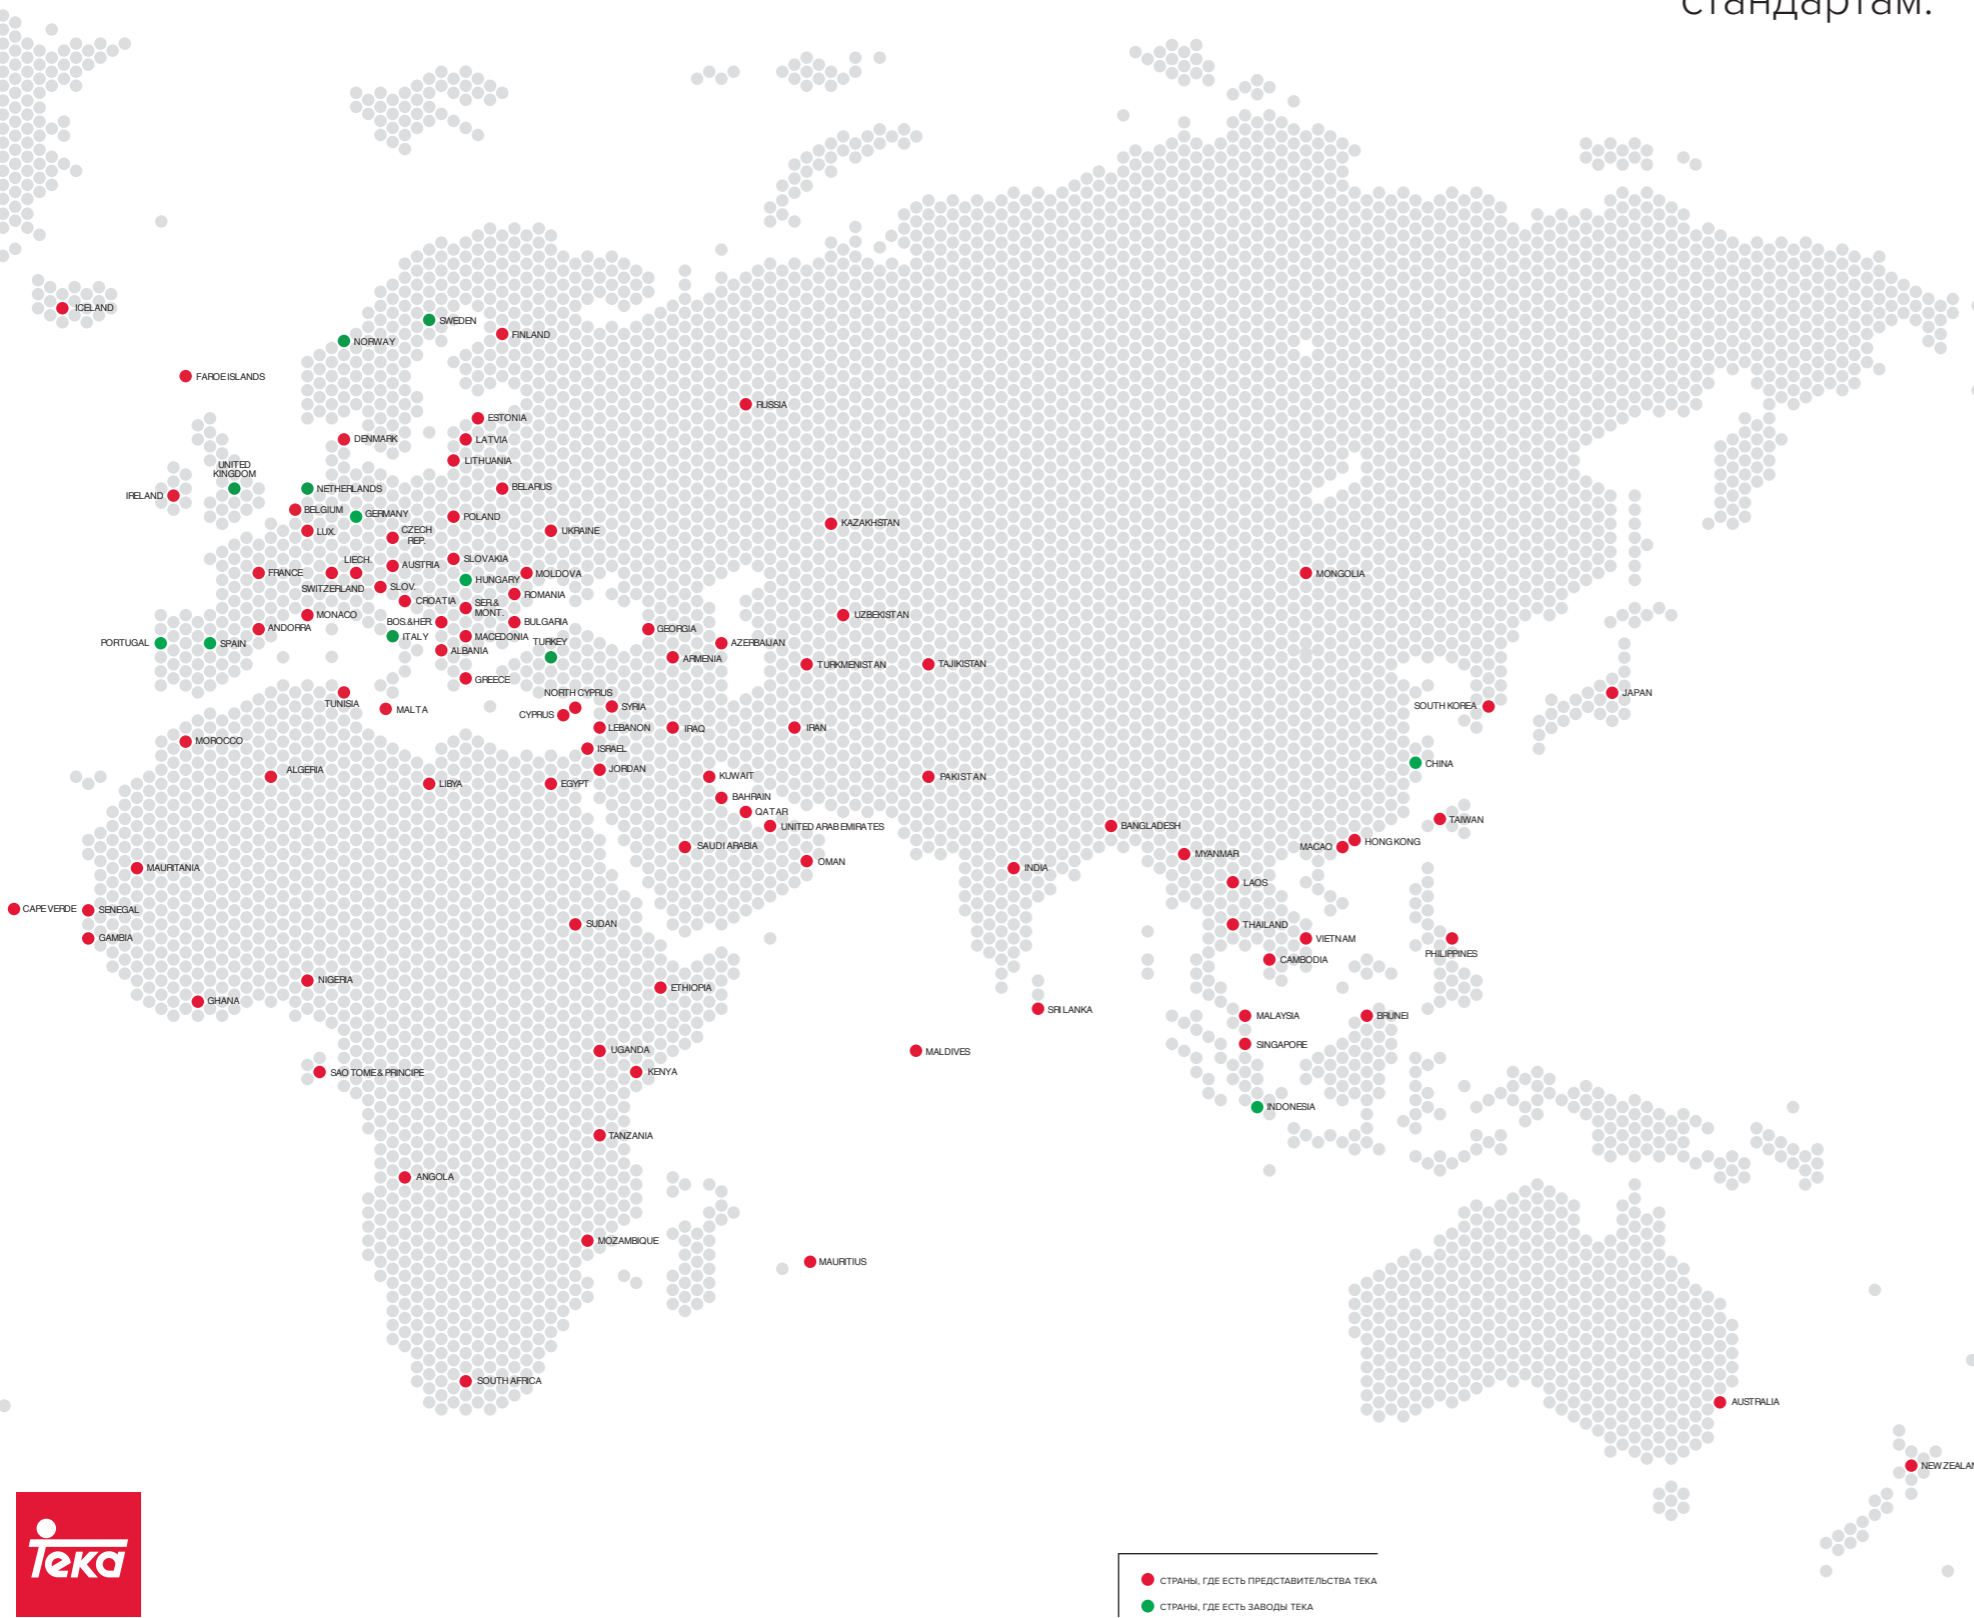 стандартам.
ICELAND
SWEDEN
FINLAND
NORWAY
FAROE ISLANDS
RUSSIA
ESTONIA
DENMARK
LATVIA
LITHUANIA
UNITED
KINGDOM
IRELAND
NETHERLANDS
BELARUS
BELGIUM
GERMANY
POLAND
LUX.
CZECH
REP.
UKRAINE
KAZAKHSTAN
LIECH.
AUSTRIA
SLOVAKIA
FRANCE
SWITZERLAND
SLOV.
HUNGARY
MOLDOVA
MONGOLIA
ROMANIA
CROATIA
SER.&
MONT.
MONACO
BOS.&HER.
BULGARIA
UZBEKISTAN
ANDORRA
ITALY
MACEDONIA
TURKEY
GEORGIA
AZERBAIJAN
PORTUGAL
SPAIN
ALBANIA
ARMENIA
TURKMENISTAN
TAJIKISTAN
GREECE
NORTH CYPRUS
JAPAN
TUNISIA
MALTA
CYPRUS
SYRIA
SOUTH KOREA
LEBANON
IRAQ
IRAN
MOROCCO
ISRAEL
CHINA
ALGERIA
JORDAN
LIBYA
EGYPT
KUWAIT
PAKISTAN
BAHRAIN
QATAR
UNITED ARAB EMIRATES
BANGLADESH
TAIWAN
SAUDI ARABIA
MACAO
HONG KONG
OMAN
MYANMAR
MAURITANIA
INDIA
LAOS
CAPE VERDE
SENEGAL
SUDAN
THAILAND
GAMBIA
VIETNAM
PHILIPPINES
CAMBODIA
NIGERIA
ETHIOPIA
GHANA
SRI LANKA
MALAYSIA
BRUNEI
SINGAPORE
UGANDA
MALDIVES
SAO TOME & PRINCIPE
KENYA
INDONESIA
TANZANIA
ANGOLA
MOZAMBIQUE
MAURITIUS
SOUTH AFRICA
AUSTRALIA
NEW ZEALAN
Teka
СТРАНЫ, ГДЕ ЕСТЬ ПРЕДСТАВИТЕЛЬСТВА ТЕКА
СТРАНЫ, ГДЕ ЕСТЬ ЗАВОДЫ ТЕКА